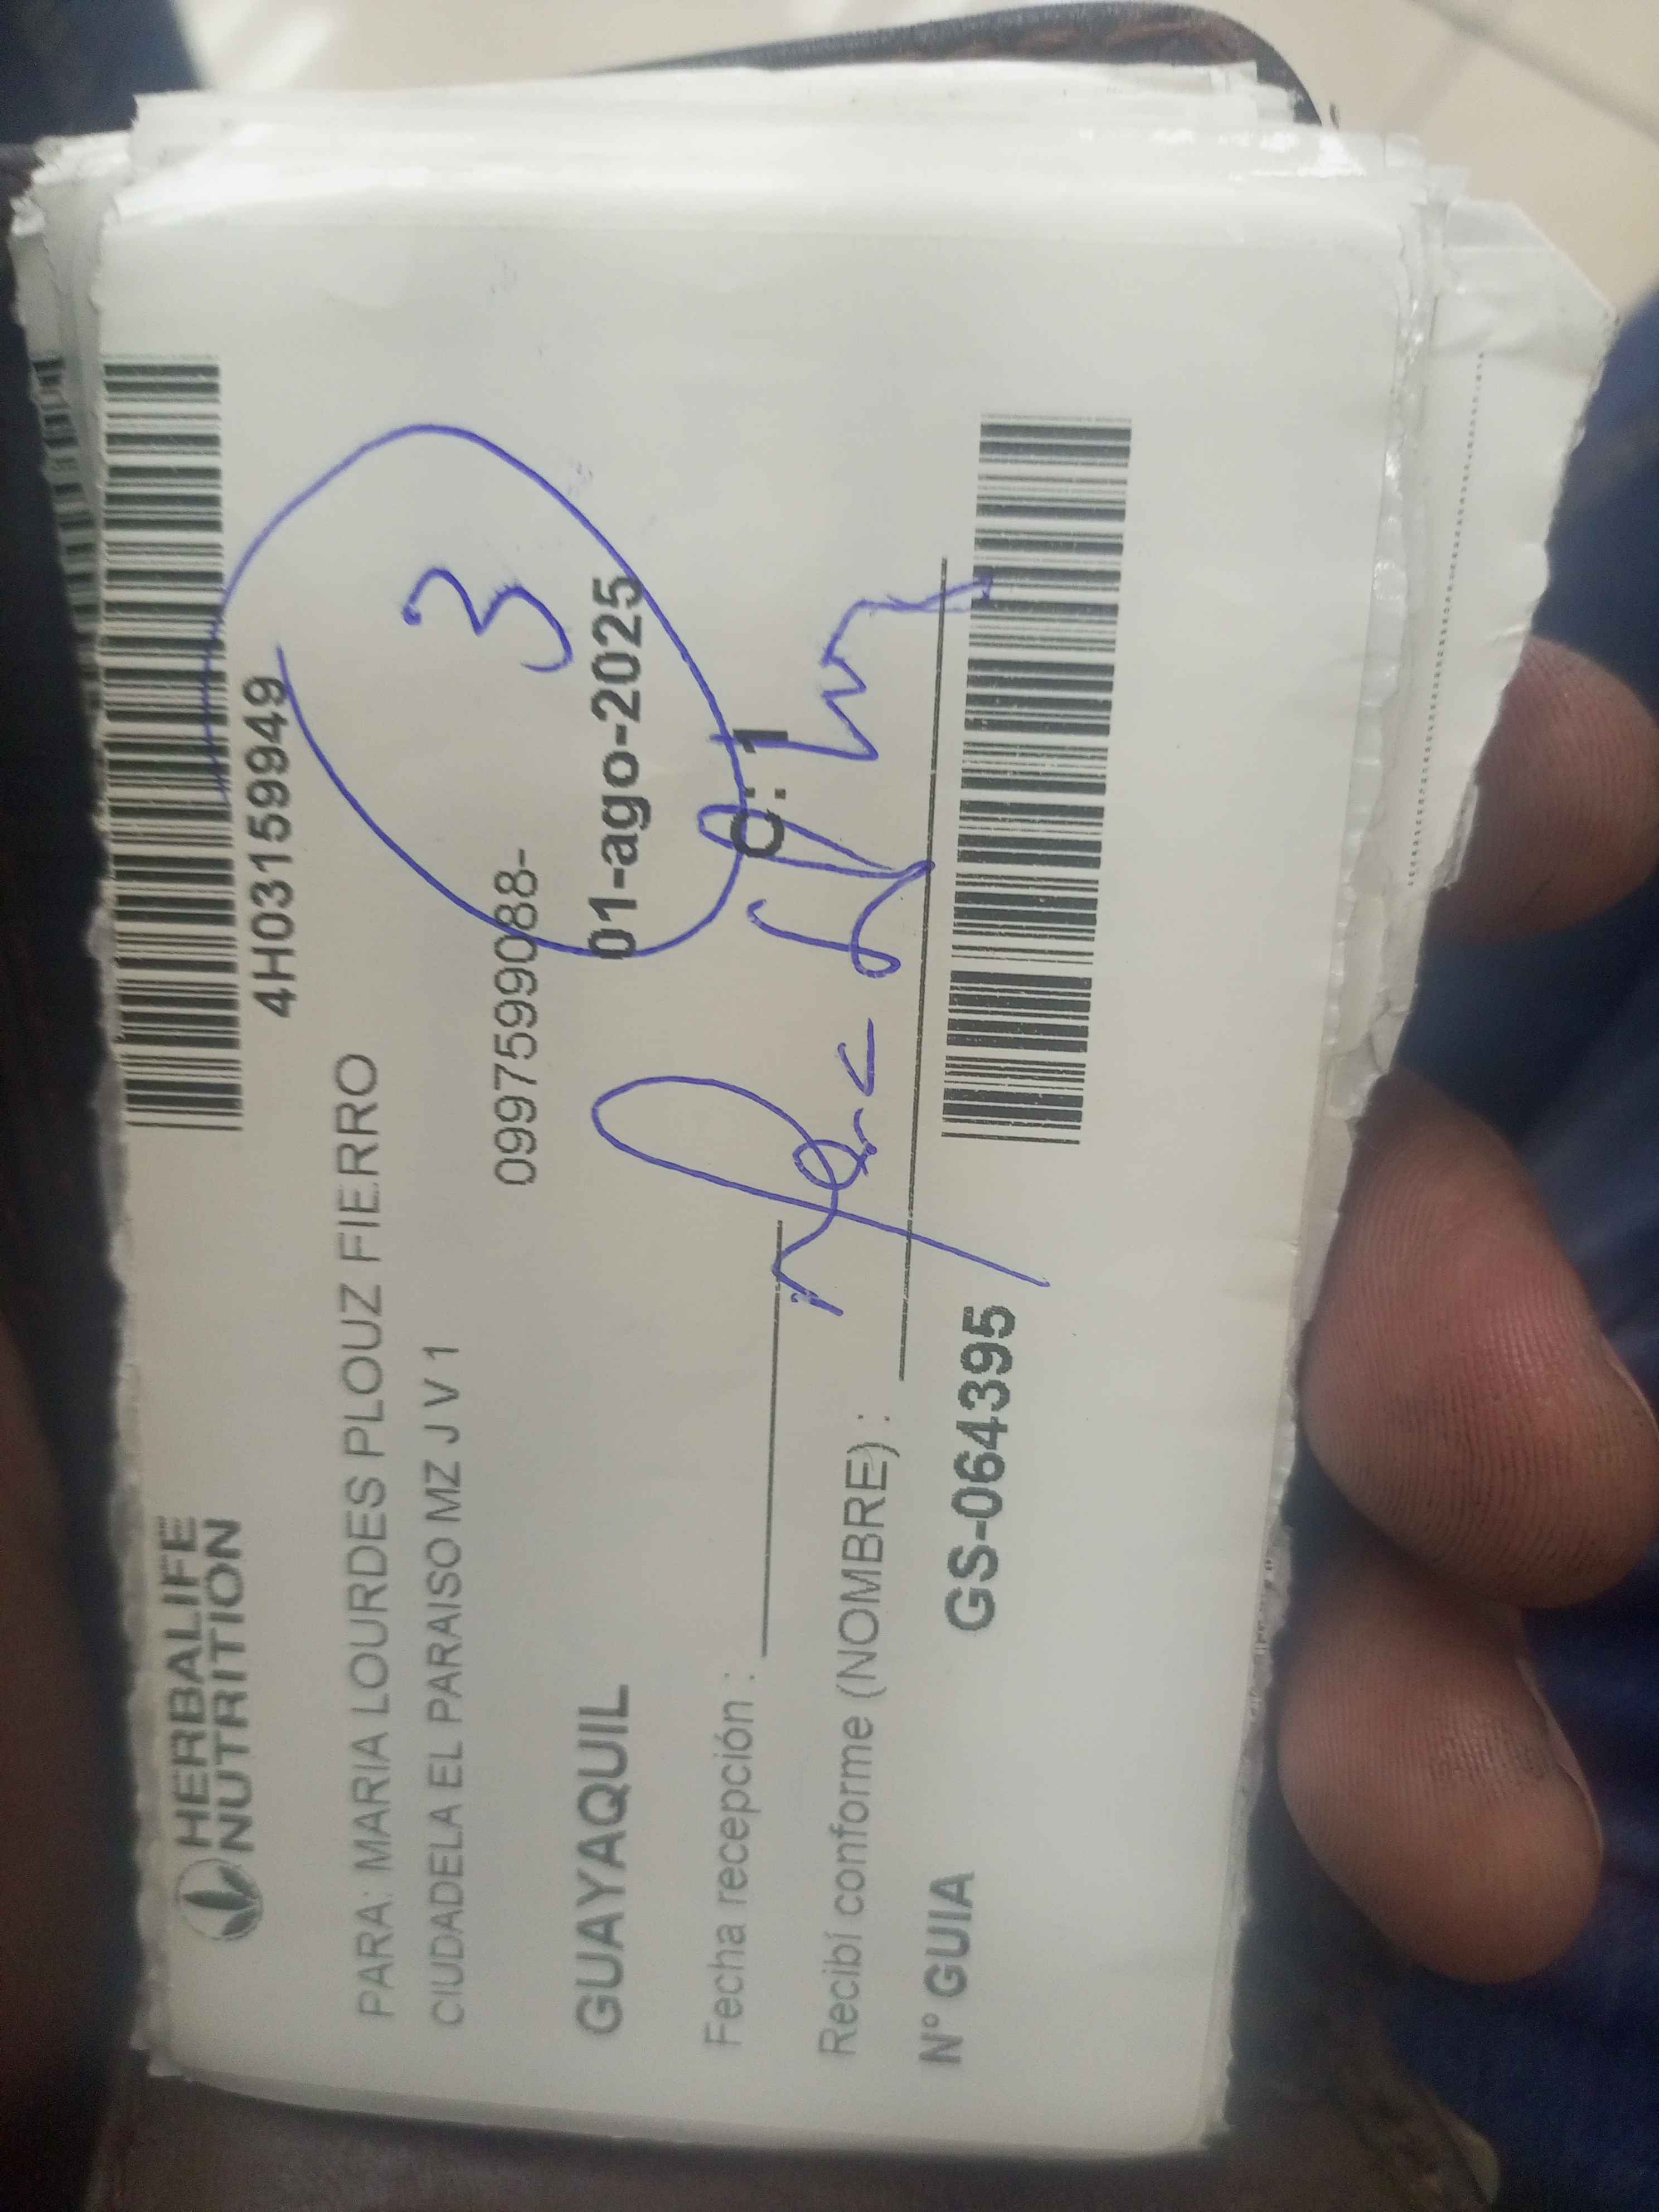 HERBALIFE
NUTRITION
4H03159949
PARA: MARIA LOURDES PLOUZ FIERRO
CIUDADELA EL PARAISO MZ J V 1
3
0997599088-
GUAYAQUIL
01-ago-2025
Fecha recepción :
C: 1
Recibí conforme (NOMBRE) :
N° GUIA
GS-064395